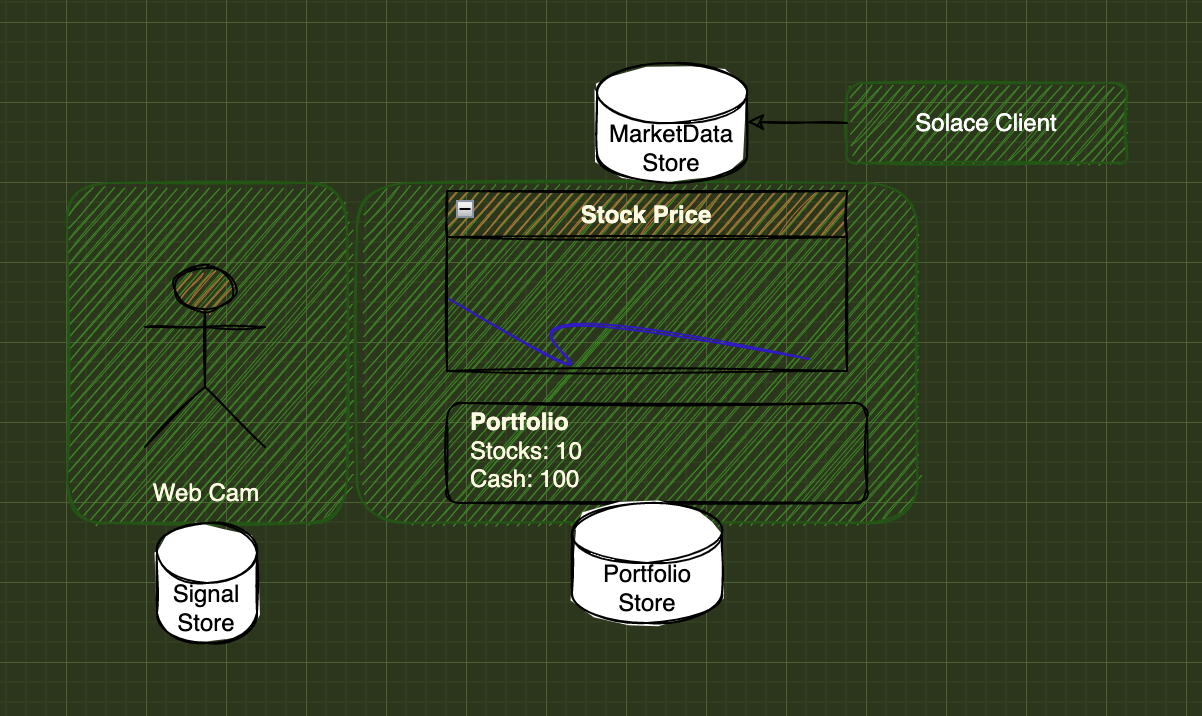 MarketData
Store
Solace Client
Stock Price
Portfolio
Stocks: 10
Cash: 100
Web Cam
Signal
Store
Portfolio
Store